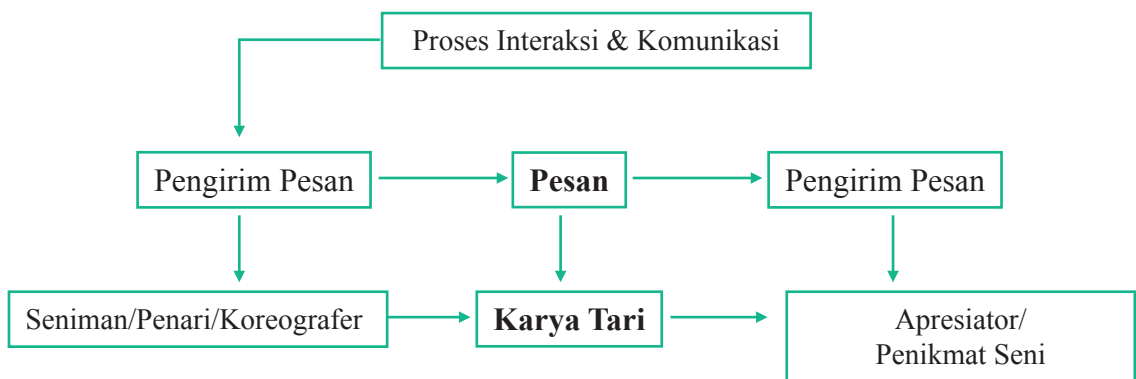 Proses Interaksi & Komunikasi
Pengirim Pesan
Pesan
Pengirim Pesan
Seniman/Penari/Koreografer
Karya Tari
Apresiator/
Penikmat Seni